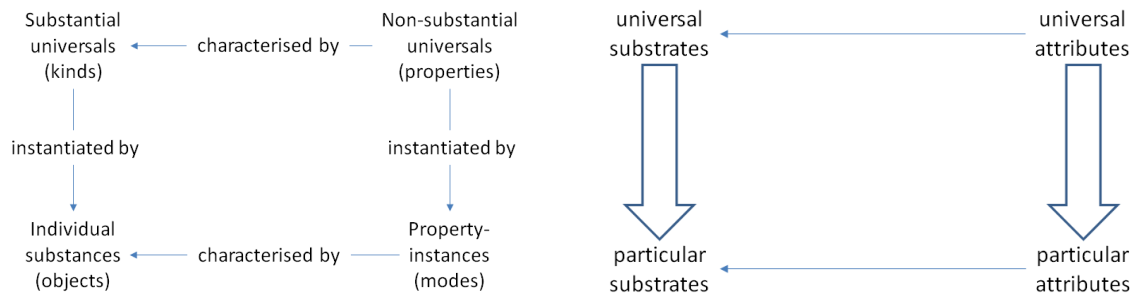 Substantial
universals
(kinds)
characterised by
Non-substantial
universals
(properties)
instantiated by
instantiated by
Individual
substances
(objects)
characterised by
Property-
instances
(modes)
universal
substrates
universal
attributes
particular
substrates
particular
attributes